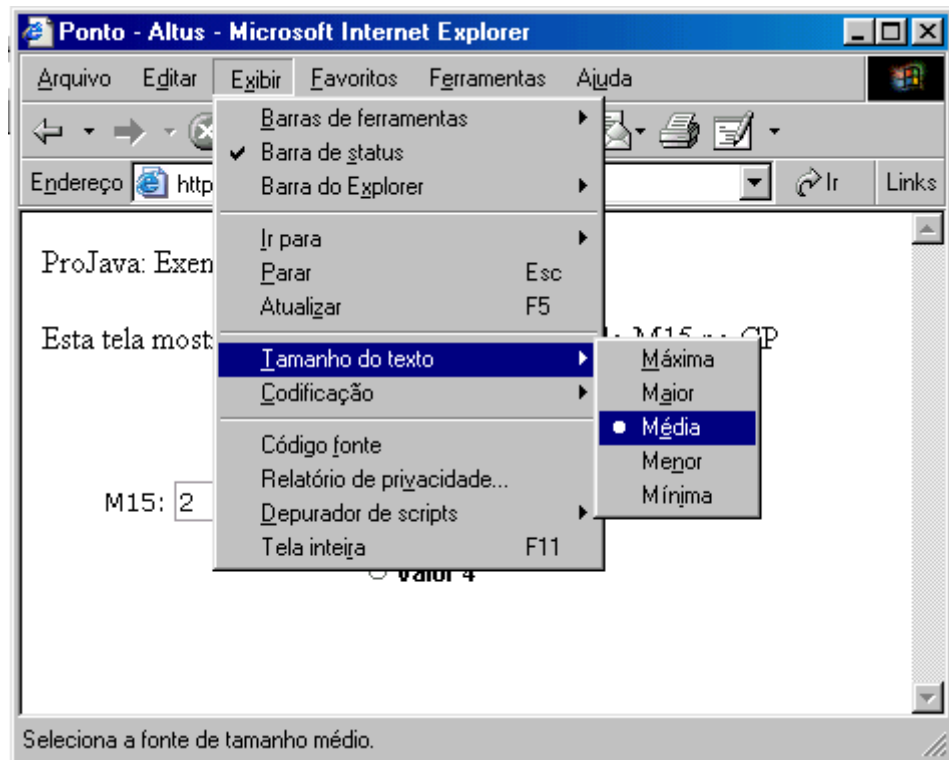 Ponto - Altus - Microsoft Internet Explorer
Arquivo Editar Exibir Favoritos Ferramentas Ajuda
Endereço http Ir Links
Barras de ferramentas
Barra de status
Barra do Explorer
Ir para
Parar Esc
Atualizar F5
Tamanho do texto
Codificação
Código fonte
Relatório de privacidade...
Depurador de scripts
Tela inteira F11
Máxima
Maior
Média
Menor
Mínima
ProJava: Exen
Esta tela most M15 CP
M15: 2
Valor 4
Seleciona a fonte de tamanho médio.